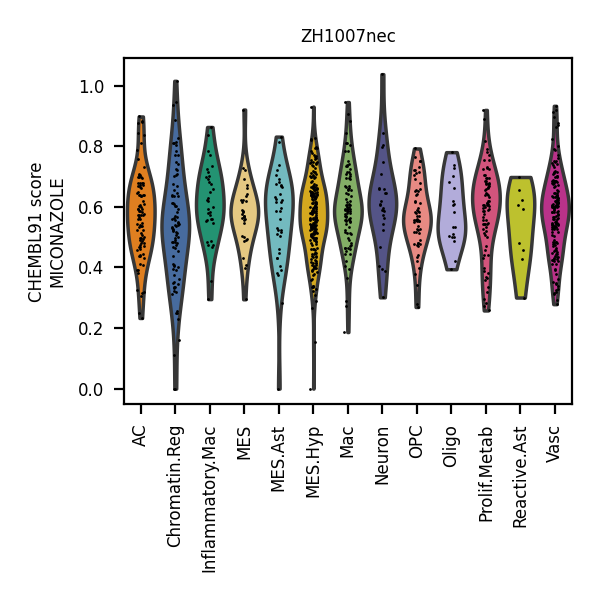 ZH1007nec
CHEMBL91 score
MICONAZOLE
1.0
0.8
0.6
0.4
0.2
0.0
AC
Chromatin.Reg
Inflammatory.Mac
MES
MES.Ast
MES.Hyp
Mac
Neuron
OPC
Oligo
Prolif.Metab
Reactive.Ast
Vasc